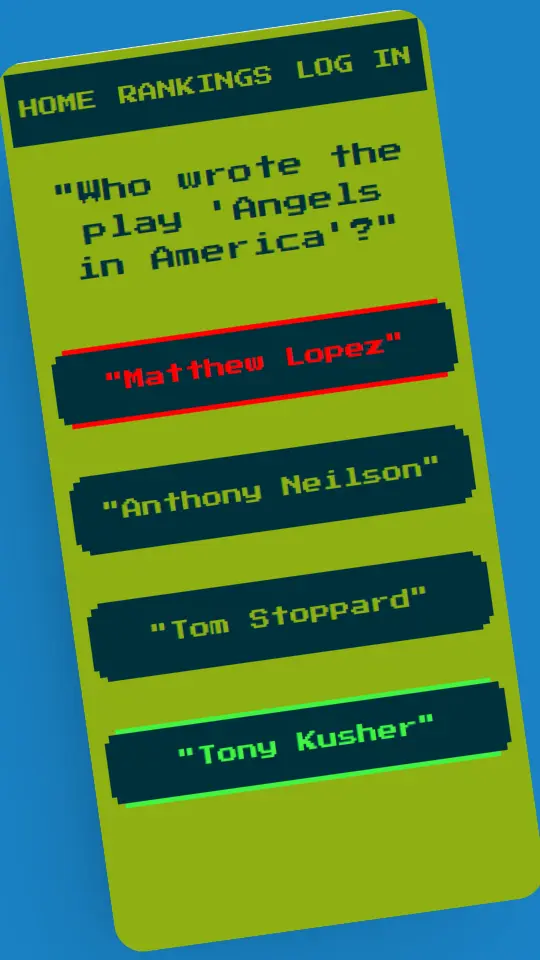 HOME RANKINGS LOG IN
"Who wrote the
play 'Angels
in America'?"
"Matthew Lopez"
"Anthony Neilson"
"Tom Stoppard"
"Tony Kusher"